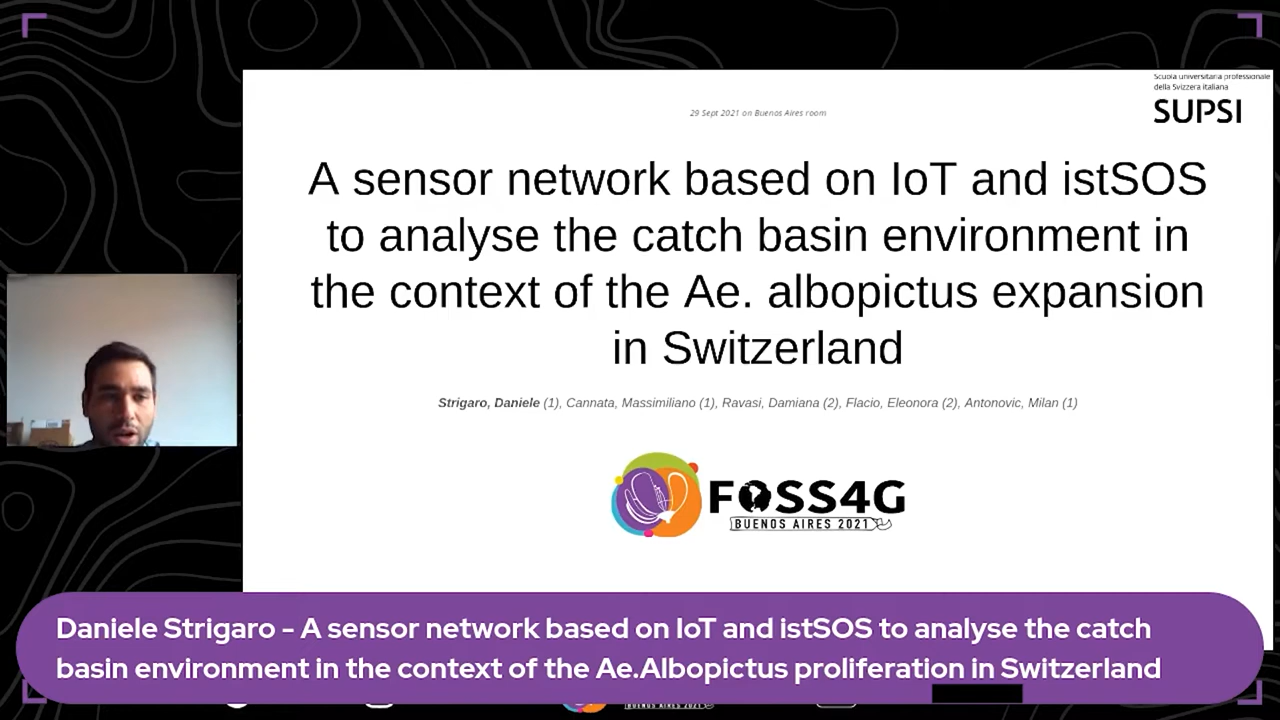 Scuola universitaria professionale
della Svizzera italiana
SUPSI
29 Sept 2021 on Buenos Aires room
A sensor network based on IoT and istSOS
to analyse the catch basin environment in
the context of the Ae. albopictus expansion
in Switzerland
Strigaro, Daniele (1), Cannata, Massimiliano (1), Ravasi, Damiana (2), Flacio, Eleonora (2), Antonovic, Milan (1)
FOSS4G
BUENOS AIRES 2021
Daniele Strigaro - A sensor network based on IoT and istSOS to analyse the catch
basin environment in the context of the Ae.Albopictus proliferation in Switzerland
BUENOS AIRES 2021